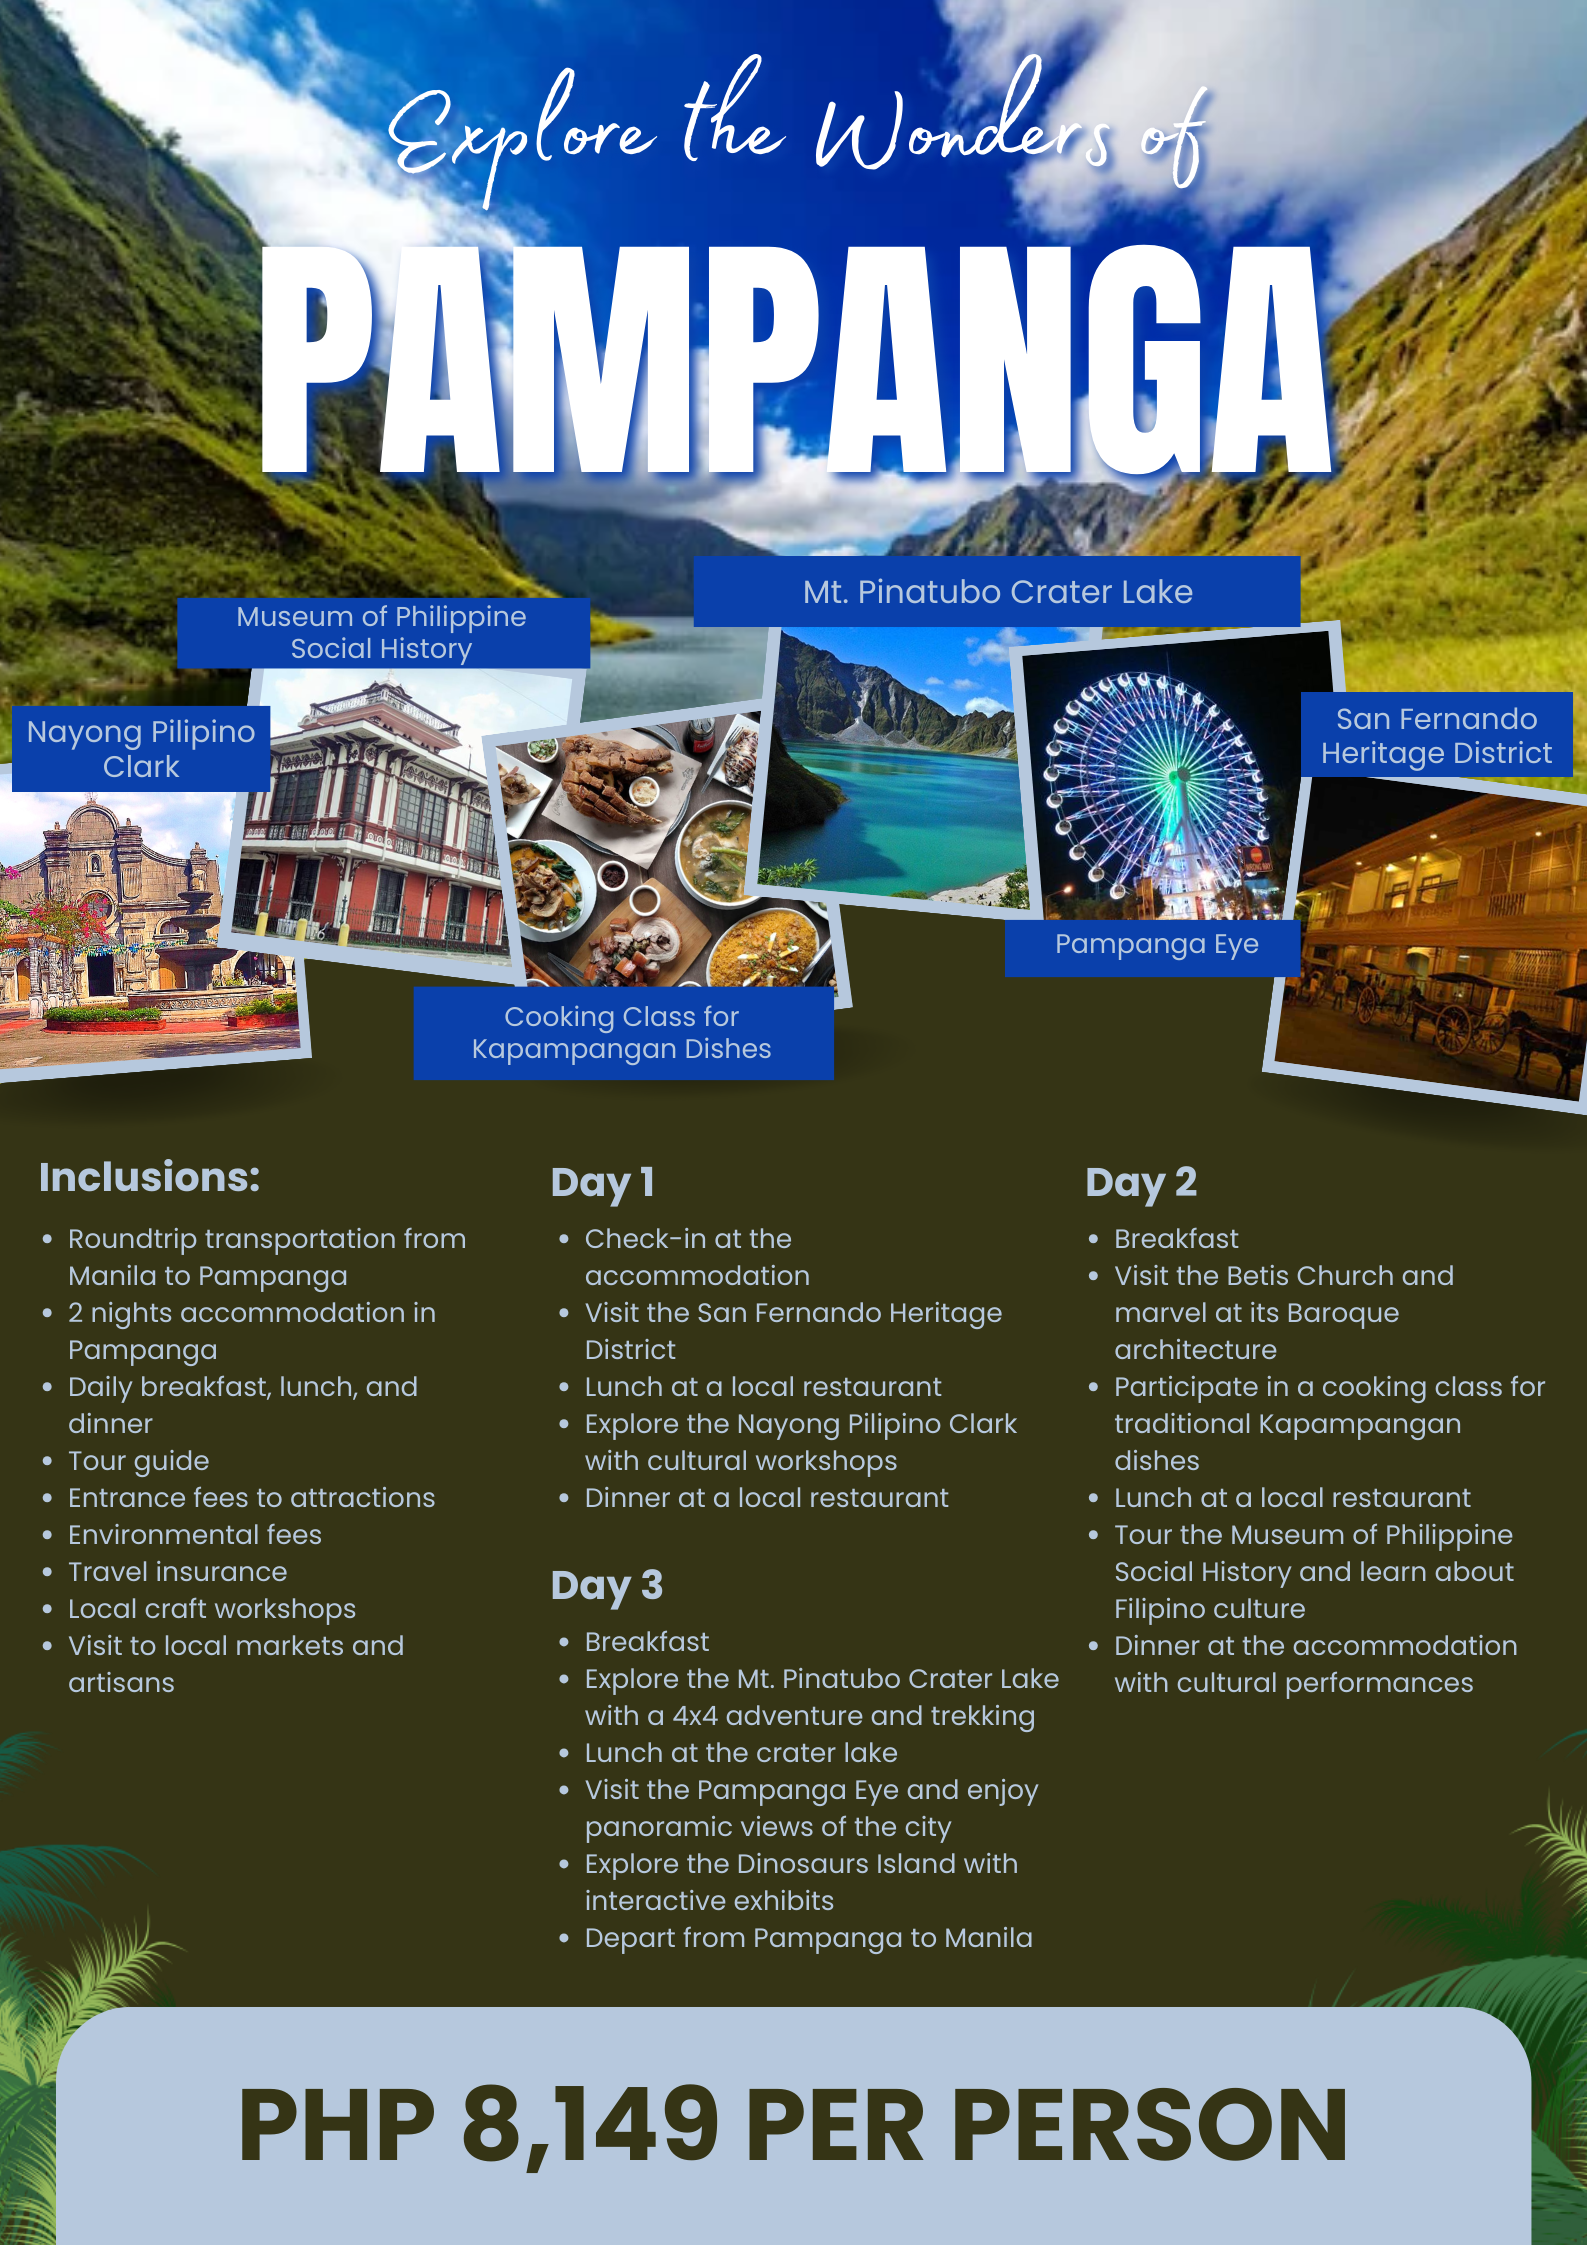 Explore the Wonders of
PAMPANGA
Mt. Pinatubo Crater Lake
Museum of Philippine
Social History
Nayong Pilipino
Clark
San Fernando
Heritage District
WRONG WAY
Pampanga Eye
Cooking Class for
Kapampangan Dishes
Inclusions:
• Roundtrip transportation from
Manila to Pampanga
• 2 nights accommodation in
Pampanga
• Daily breakfast, lunch, and
dinner
• Tour guide
• Entrance fees to attractions
• Environmental fees
• Travel insurance
• Local craft workshops
• Visit to local markets and
artisans
Day 1
• Check-in at the
accommodation
• Visit the San Fernando Heritage
District
• Lunch at a local restaurant
• Explore the Nayong Pilipino Clark
with cultural workshops
• Dinner at a local restaurant
Day 2
• Breakfast
• Visit the Betis Church and
marvel at its Baroque
architecture
• Participate in a cooking class for
traditional Kapampangan
dishes
• Lunch at a local restaurant
• Tour the Museum of Philippine
Social History and learn about
Filipino culture
• Dinner at the accommodation
with cultural performances
Day 3
• Breakfast
• Explore the Mt. Pinatubo Crater Lake
with a 4x4 adventure and trekking
• Lunch at the crater lake
• Visit the Pampanga Eye and enjoy
panoramic views of the city
• Explore the Dinosaurs Island with
interactive exhibits
• Depart from Pampanga to Manila
PHP 8,149 PER PERSON